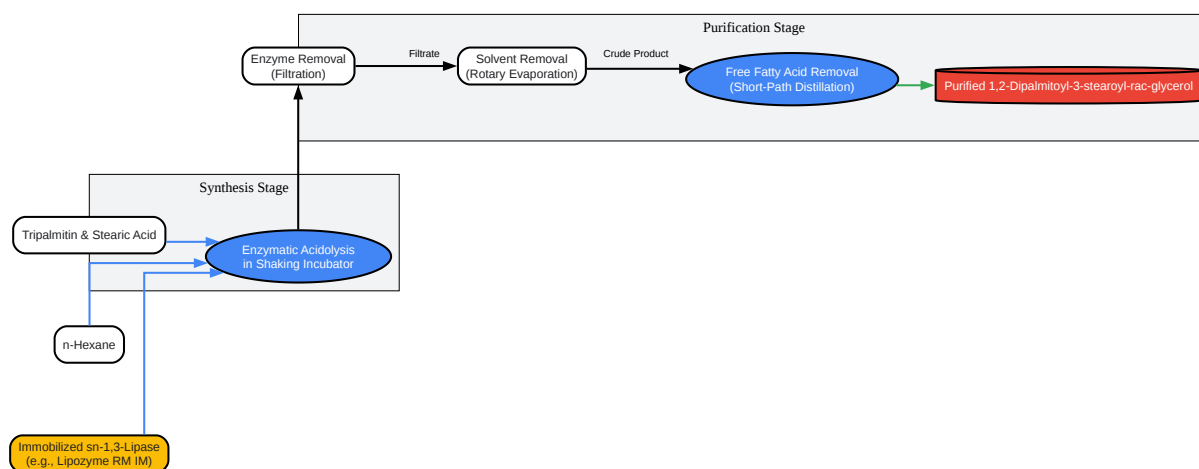 Purification Stage
Enzyme Removal
(Filtration)
Filtrate
Solvent Removal
(Rotary Evaporation)
Crude Product
Free Fatty Acid Removal
(Short-Path Distillation)
Purified 1,2-Dipalmitoyl-3-stearoyl-rac-glycerol
Synthesis Stage
Tripalmitin & Stearic Acid
Enzymatic Acidolysis
in Shaking Incubator
n-Hexane
Immobilized sn-1,3-Lipase
(e.g., Lipozyme RM IM)